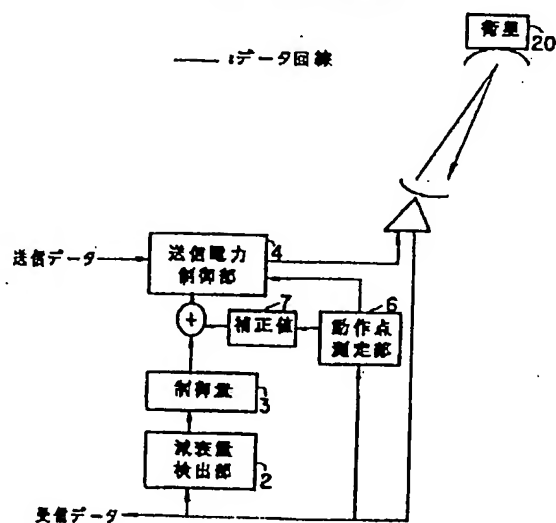 衛星
20
:データ回線
送信データ
送信電力
制御部
4
7
補正値
6
動作点
測定部
+
制御量
3
減衰量
検出部
2
受信データ